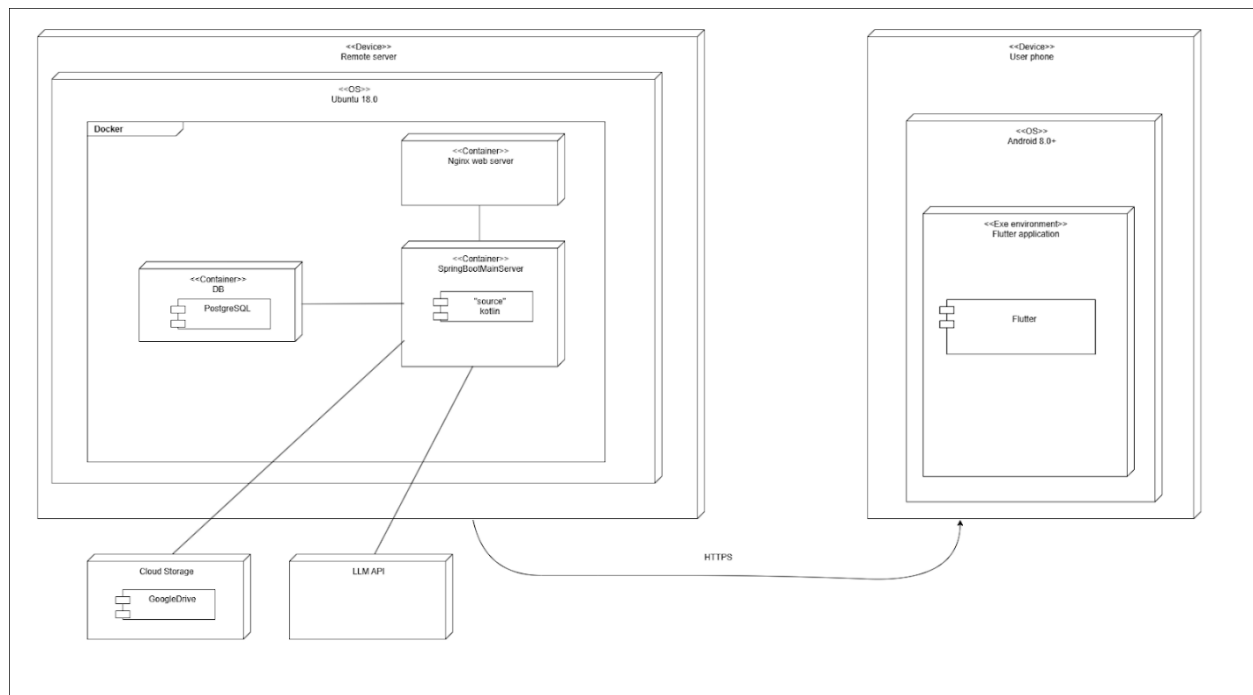 <<Device>>
Remote server
<<OS>>
Ubuntu 18.0
Docker
<<Container>>
Nginx web server
<<Container>>
SpringBootMainServer
"source"
kotlin
<<Container>>
DB
PostgreSQL
Cloud Storage
GoogleDrive
LLM API
HTTPS
<<Device>>
User phone
<<OS>>
Android 8.0+
<<Exe environment>>
Flutter application
Flutter